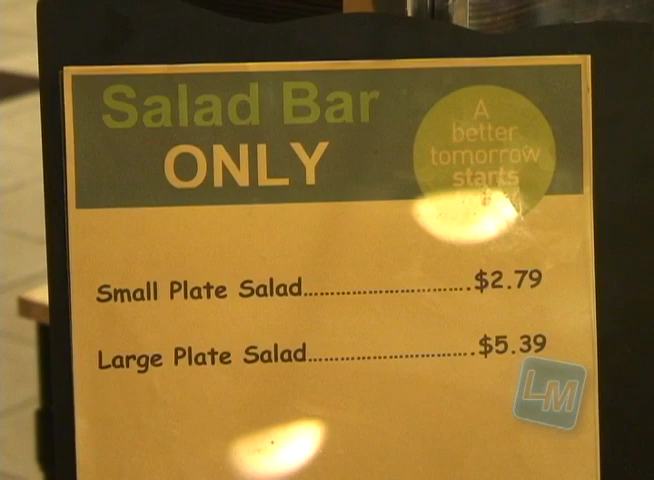 Salad Bar
ONLY
A
better
tomorrow
starts
Small Plate Salad..............................$2.79
Large Plate Salad..............................$5.39
LM